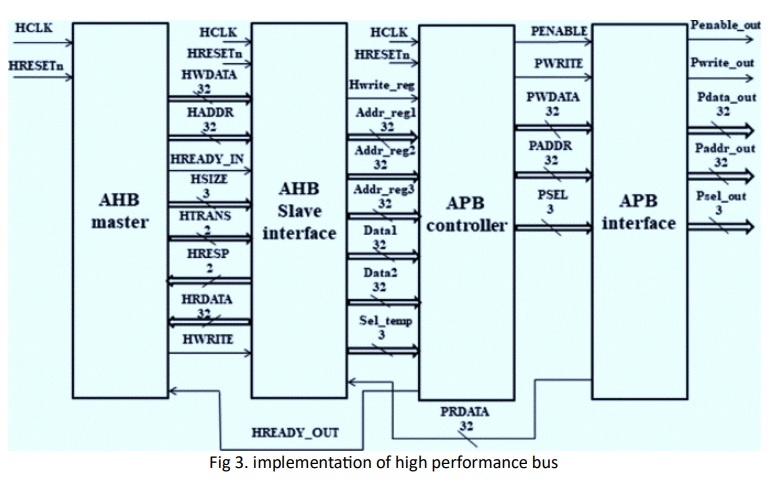 HCLK
HRESETn
AHB
master
HCLK
HRESETn
HWDATA
32
HADDR
32
HREADY_IN
HSIZE
3
HTRANS
2
HRESP
2
HRDATA
32
HWRITE
AHB
Slave
interface
HCLK
HRESETn
Hwrite_reg
Addr_reg1
32
Addr_reg2
32
Addr_reg3
32
Data1
32
Data2
32
Sel_temp
3
APB
controller
PENABLE
PWRITE
PWDATA
32
PADDR
32
PSEL
3
APB
interface
Penable_out
Pwrite_out
Pdata_out
32
Paddr_out
32
Psel_out
3
HREADY_OUT
PRDATA
32
Fig 3. implementation of high performance bus